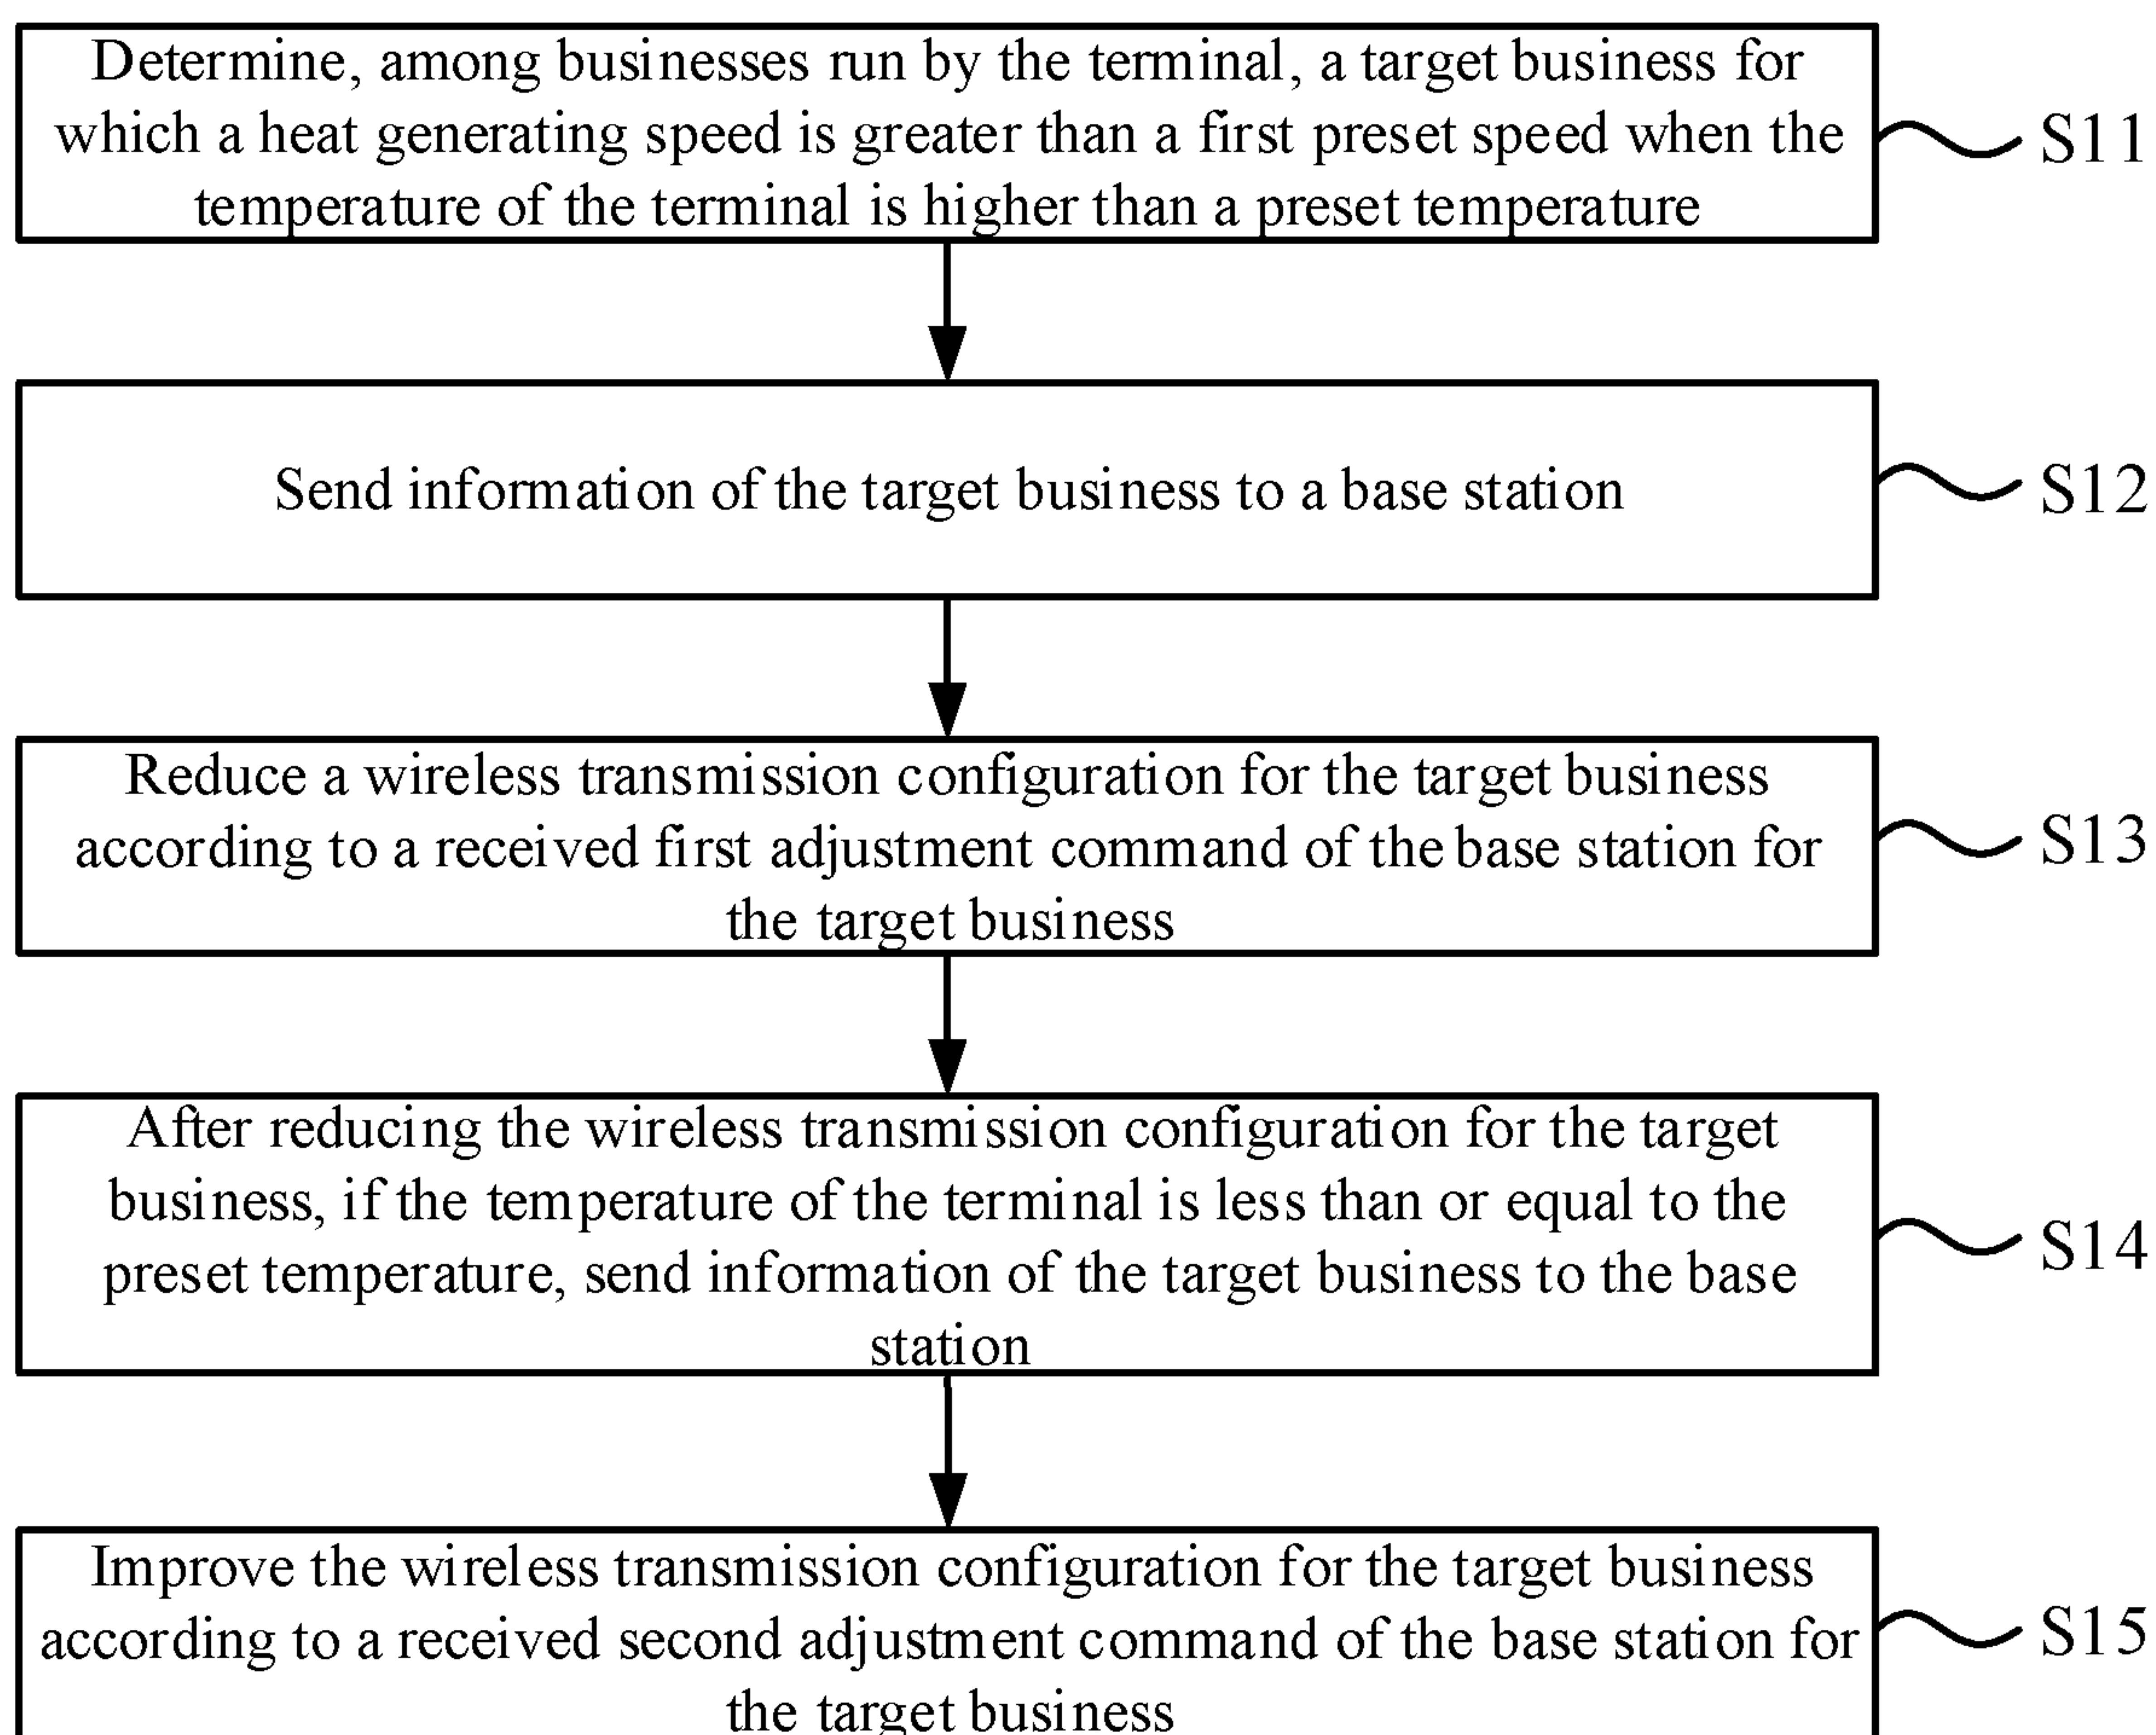 Determine, among businesses run by the terminal, a target business for
which a heat generating speed is greater than a first preset speed when the
temperature of the terminal is higher than a preset temperature
S11
Send information of the target business to a base station
S12
Reduce a wireless transmission configuration for the target business
according to a received first adjustment command of the base station for
the target business
S13
After reducing the wireless transmission configuration for the target
business, if the temperature of the terminal is less than or equal to the
preset temperature, send information of the target business to the base
station
S14
Improve the wireless transmission configuration for the target business
according to a received second adjustment command of the base station for
the target business
S15